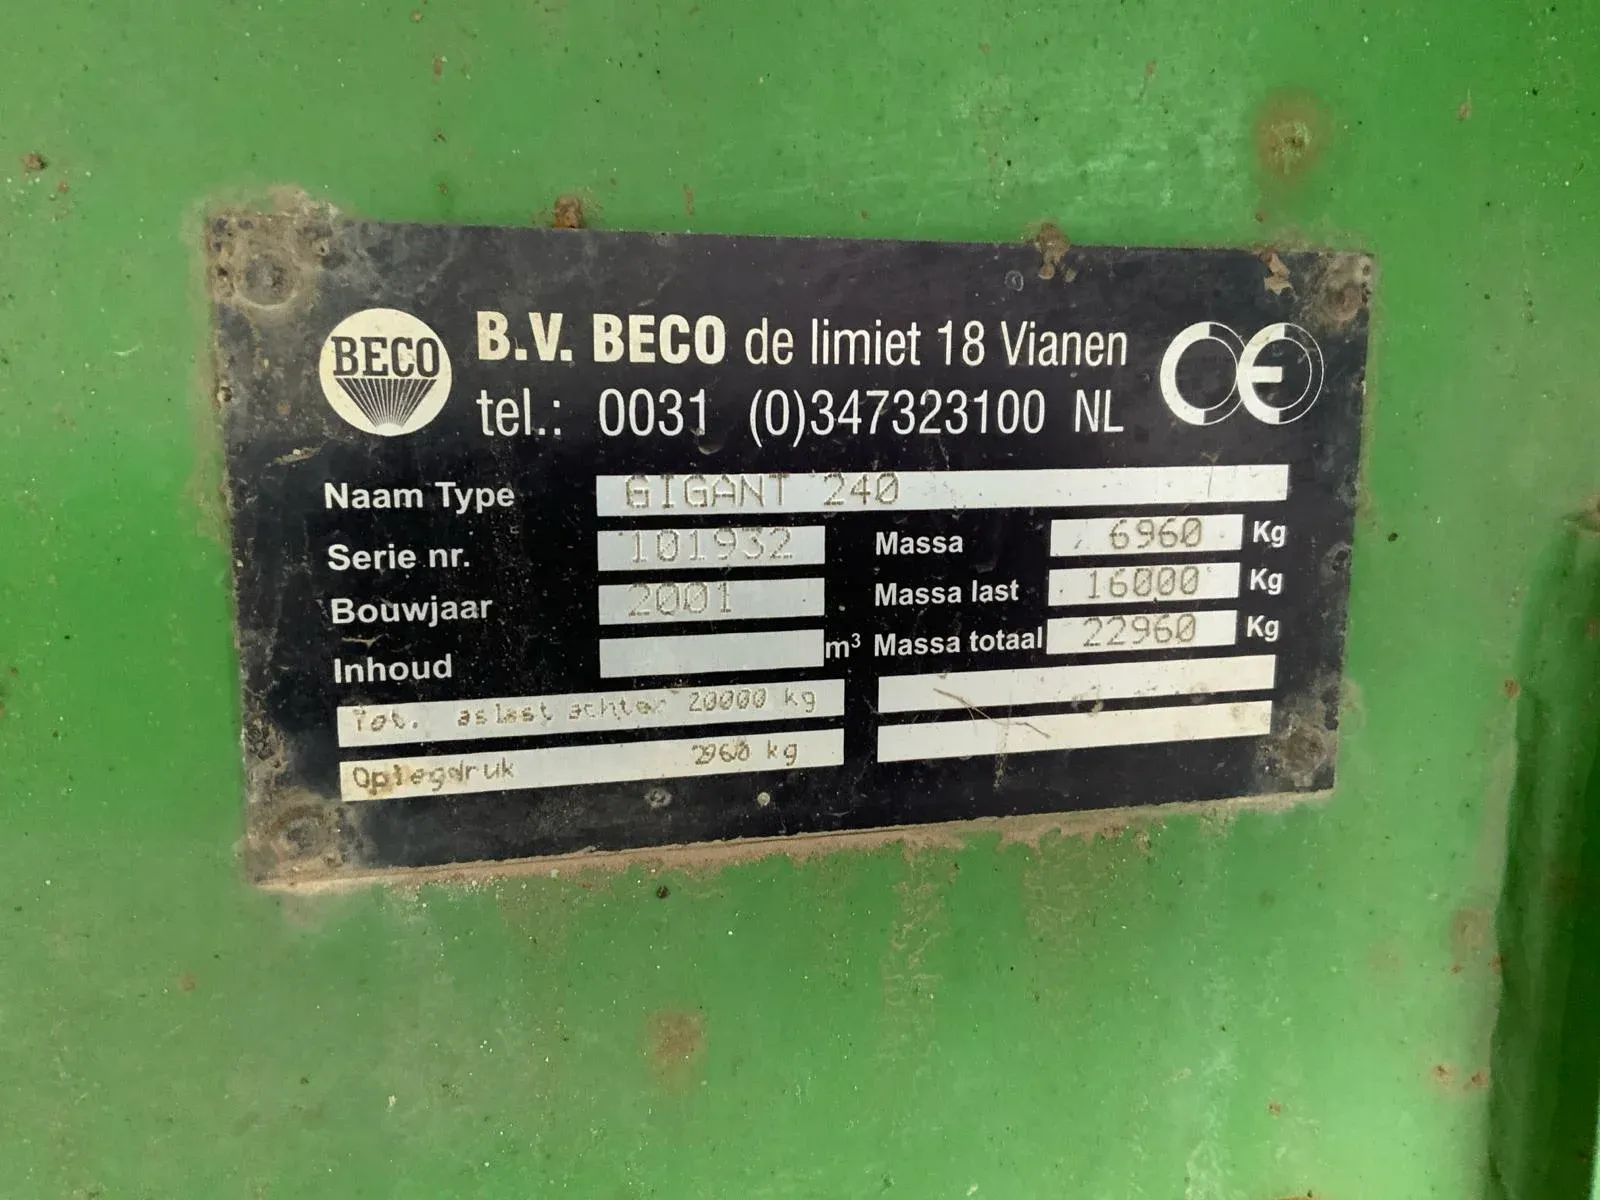 BECO
B.V. BECO de limiet 18 Vianen
tel.: 0031 (0)347323100 NL
CE
Naam Type GIGANT 240
Serie nr. 101932 Massa 6960 Kg
Bouwjaar 2001 Massa last 16000 Kg
Inhoud m³ Massa totaal 22960 Kg
Tot. aslast achter 20000 kg
Oplegdruk 2960 kg